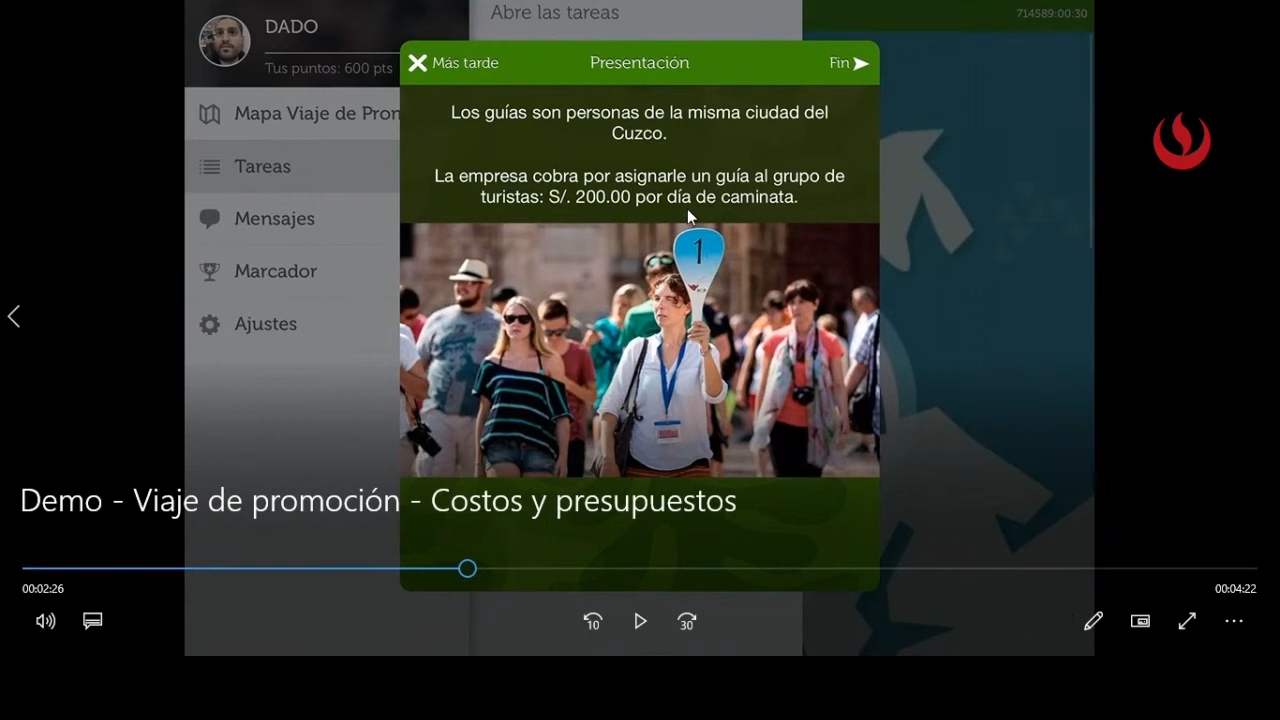 DADO
Tus puntos: 600 pts
Mapa Viaje de Pron
Tareas
Mensajes
Marcador
Ajustes
Abre las tareas
714589:00:30
Más tarde
Presentación
Fin
Los guías son personas de la misma ciudad del
Cuzco.
La empresa cobra por asignarle un guía al grupo de
turistas: S/. 200.00 por día de caminata.
1
Demo - Viaje de promoción - Costos y presupuestos
00:02:26
00:04:22
10
30